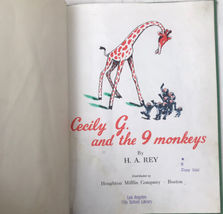 Cecily G.
and the 9 monkeys
By
H. A. REY
Distributed by
Houghton Mifflin Company - Boston
Los Angeles
City School Library